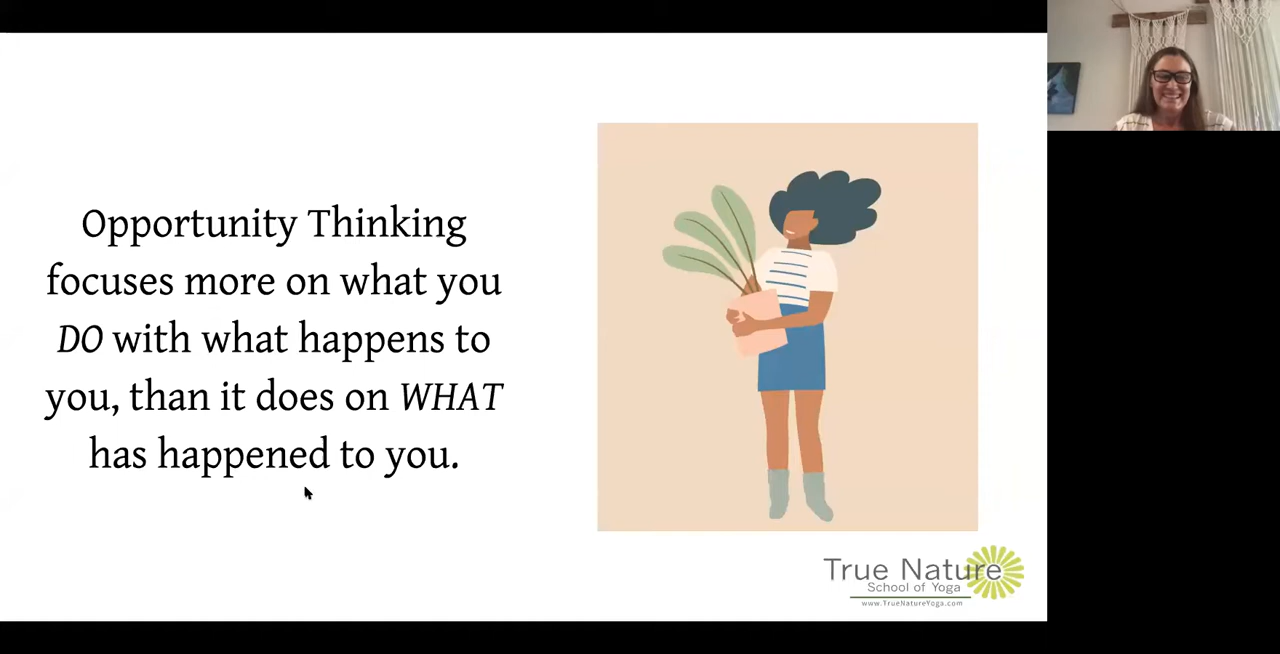 Opportunity Thinking
focuses more on what you
DO with what happens to
you, than it does on WHAT
has happened to you.
True Nature
School of Yoga
www.TrueNatureYoga.com